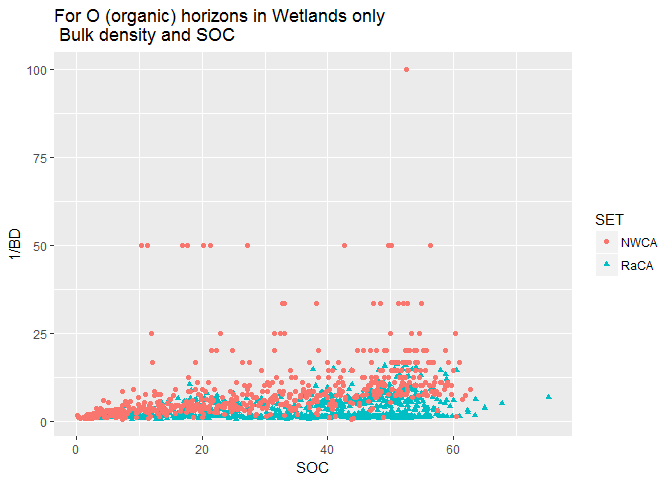 For O (organic) horizons in Wetlands only
Bulk density and SOC
100
75
50
25
0
1/BD
0 20 40 60
SOC
SET
NWCA
RaCA